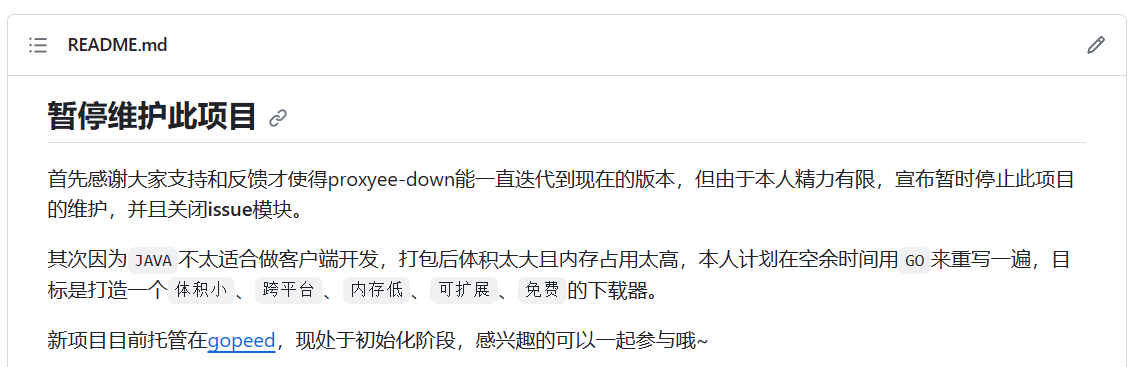 README.md
暂停维护此项目
首先感谢大家支持和反馈才使得proxyee-down能一直迭代到现在的版本，但由于本人精力有限，宣布暂时停止此项目
的维护，并且关闭issue模块。
其次因为 JAVA 不太适合做客户端开发，打包后体积太大且内存占用太高，本人计划在空余时间用 GO 来重写一遍，目
标是打造一个 体积小 、 跨平台 、 内存低 、 可扩展 、 免费 的下载器。
新项目目前托管在gopeed，现处于初始化阶段，感兴趣的可以一起参与哦~